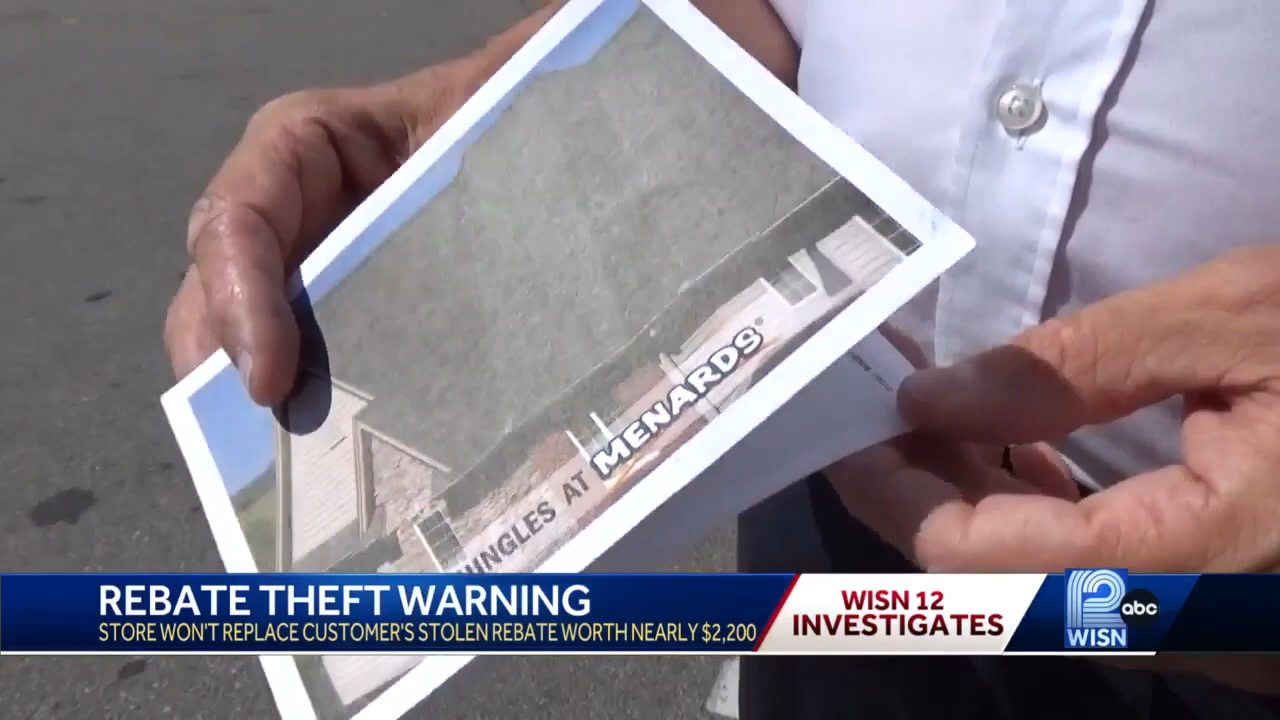 AT MENARDS®
REBATE THEFT WARNING
STORE WON'T REPLACE CUSTOMER'S STOLEN REBATE WORTH NEARLY $2,200
WISN 12
INVESTIGATES
12
abc
WISN